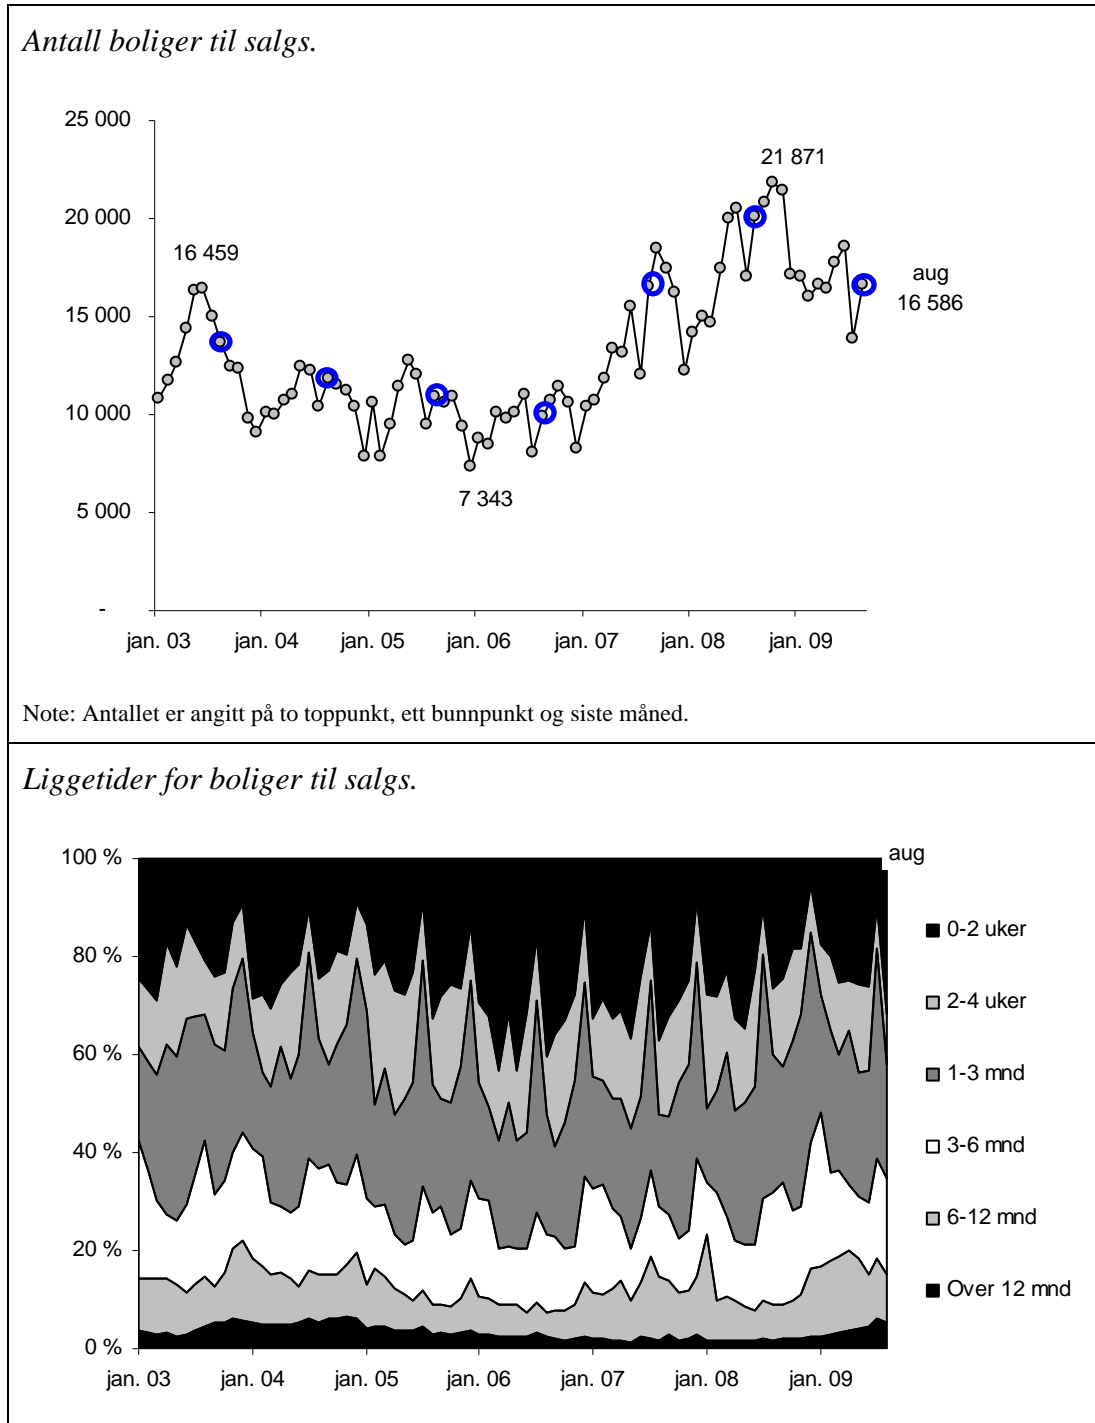 Antall boliger til salgs.
25 000
20 000
15 000
10 000
5 000
-
16 459
7 343
21 871
aug
16 586
jan. 03
jan. 04
jan. 05
jan. 06
jan. 07
jan. 08
jan. 09
Note: Antallet er angitt på to toppunkt, ett bunnpunkt og siste måned.
Liggetider for boliger til salgs.
100 %
80 %
60 %
40 %
20 %
0 %
aug
jan. 03
jan. 04
jan. 05
jan. 06
jan. 07
jan. 08
jan. 09
0-2 uker
2-4 uker
1-3 mnd
3-6 mnd
6-12 mnd
Over 12 mnd